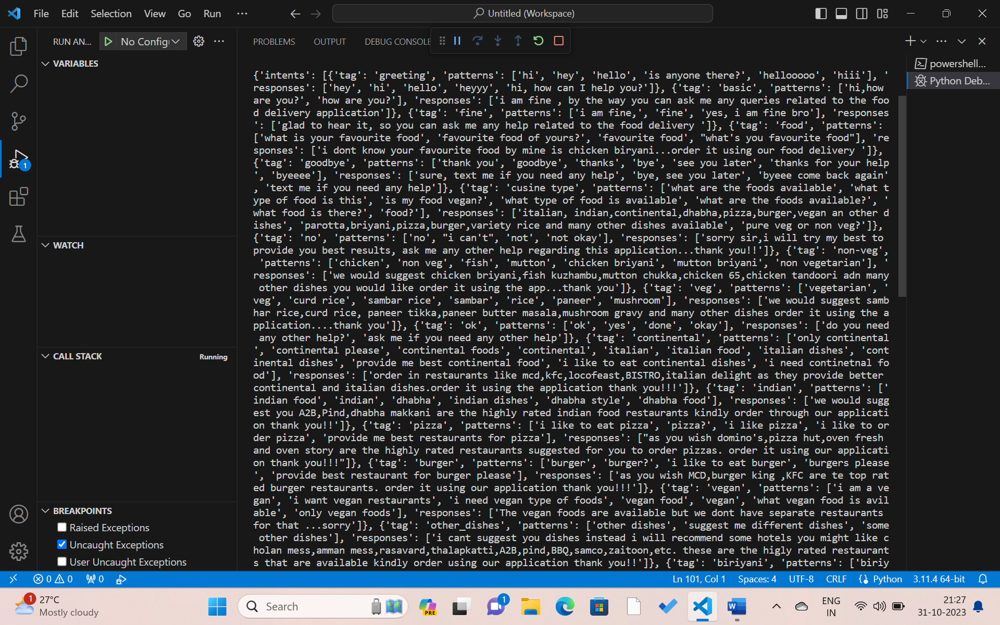 File Edit Selection View Go Run ··· Untitled (Workspace)
RUN AN... No Config
PROBLEMS OUTPUT DEBUG CONSOLE
VARIABLES
WATCH
CALL STACK Running
BREAKPOINTS
Raised Exceptions
Uncaught Exceptions
User Uncaught Exceptions
1
{'intents': [{'tag': 'greeting', 'patterns': ['hi', 'hey', 'hello', 'is anyone there?', 'hellooooo', 'hiii'], '
responses': ['hey', 'hi', 'hello', 'heyyy', 'hi, how can I help you?']}, {'tag': 'basic', 'patterns': ['hi,how
are you?', 'how are you?'], 'responses': ['i am fine , by the way you can ask me any queries related to the foo
d delivery application']}, {'tag': 'fine', 'patterns': ['i am fine,', 'fine', 'yes, i am fine bro'], 'responses
': ['glad to hear it, so you can ask me any help related to the food delivery ']}, {'tag': 'food', 'patterns':
['what is your favourite food', 'favourite food of yours?', 'favourite food', "what's you favourite food"], 're
sponses': ['i dont know your favourite food by mine is chicken biryani...order it using our food delivery ']},
{'tag': 'goodbye', 'patterns': ['thank you', 'goodbye', 'thanks', 'bye', 'see you later', 'thanks for your help
', 'byeeee'], 'responses': ['sure, text me if you need any help', 'bye, see you later', 'byeee come back again'
, 'text me if you need any help']}, {'tag': 'cusine type', 'patterns': ['what are the foods available', 'what t
ype of food is this', 'is my food vegan?', 'what type of food is available', 'what are the foods available?', '
what food is there?', 'food?'], 'responses': ['italian, indian,continental,dhabha,pizza,burger,vegan an other d
ishes', 'parotta,briyani,pizza,burger,variety rice and many other dishes available', 'pure veg or non veg?']},
{'tag': 'no', 'patterns': ['no', "i can't", 'not', 'not okay'], 'responses': ['sorry sir,i will try my best to
provide you best results, ask me any other help regarding this application...thank you!!']}, {'tag': 'non-veg',
'patterns': ['chicken', 'non veg', 'fish', 'mutton', 'chicken briyani', 'mutton briyani', 'non vegetarian'], '
responses': ['we would suggest chicken briyani,fish kuzhambu,mutton chukka,chicken 65,chicken tandoori adn many
other dishes you would like order it using the app...thank you']}, {'tag': 'veg', 'patterns': ['vegetarian', '
veg', 'curd rice', 'sambar rice', 'sambar', 'rice', 'paneer', 'mushroom'], 'responses': ['we would suggest samb
har rice,curd rice, paneer tikka,paneer butter masala,mushroom gravy and many other dishes order it using the a
pplication....thank you']}, {'tag': 'ok', 'patterns': ['ok', 'yes', 'done', 'okay'], 'responses': ['do you need
any other help?', 'ask me if you need any other help']}, {'tag': 'continental', 'patterns': ['only continental
', 'continental please', 'continental foods', 'continental', 'italian', 'italian food', 'italian dishes', 'cont
inental dishes', 'provide me best continental food', 'i like to eat continental dishes', 'i need continetnal fo
od'], 'responses': ['order in restaurants like mcd,kfc,locofeast,BISTRO,italian delight as they provide better
continental and italian dishes.order it using the application thank you!!!']}, {'tag': 'indian', 'patterns': ['
indian food', 'indian', 'dhabha', 'indian dishes', 'dhabha style', 'dhabha food'], 'responses': ['we would sugg
est you A2B,Pind,dhabha makkani are the highly rated indian food restaurants kindly order through our applicati
on thank you!!']}, {'tag': 'pizza', 'patterns': ['i like to eat pizza', 'pizza?', 'i like pizza', 'i like to or
der pizza', 'provide me best restaurants for pizza'], 'responses': ["as you wish domino's,pizza hut,oven fresh
and oven story are the highly rated restaurants suggested for you to order pizzas. order it using our applicati
on thank you!!!"]}, {'tag': 'burger', 'patterns': ['burger', 'burger?', 'i like to eat burger', 'burgers please
', 'provide best restaurant for burger please'], 'responses': ['as you wish MCD,burger king ,KFC are te top rat
ed burger restaurants. order it using our application thank you!!!']}, {'tag': 'vegan', 'patterns': ['i am a ve
gan', 'i want vegan restaurants', 'i need vegan type of foods', 'vegan food', 'vegan', 'what vegan food is avil
able', 'only vegan foods'], 'responses': ['The vegan foods are available but we dont have separate restaurants
for that ...sorry']}, {'tag': 'other_dishes', 'patterns': ['other dishes', 'suggest me different dishes', 'some
other dishes'], 'responses': ['i cant suggest you dishes instead i will recommend some hotels you might like c
holan mess,amman mess,rasavard,thalapkatti,A2B,pind,BBQ,samco,zaitoon,etc. these are the higly rated restaurant
s that are available kindly order using our application thank you!!']}, {'tag': 'biriyani', 'patterns': ['biriy
powershell...
Python Deb...
0 0 0 Ln 101, Col 1 Spaces: 4 UTF-8 CRLF Python 3.11.4 64-bit
1 27°C
Mostly cloudy
Search
PRE
1
W
ENG
IN
21:27
31-10-2023